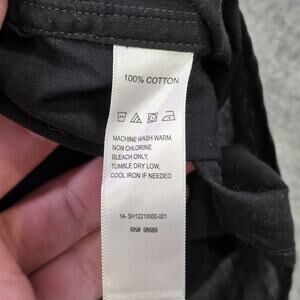 100% COTTON
MACHINE WASH WARM,
NON CHLORINE
BLEACH ONLY,
TUMBLE DRY LOW,
COOL IRON IF NEEDED
14-SH12210000-001
RN# 98689